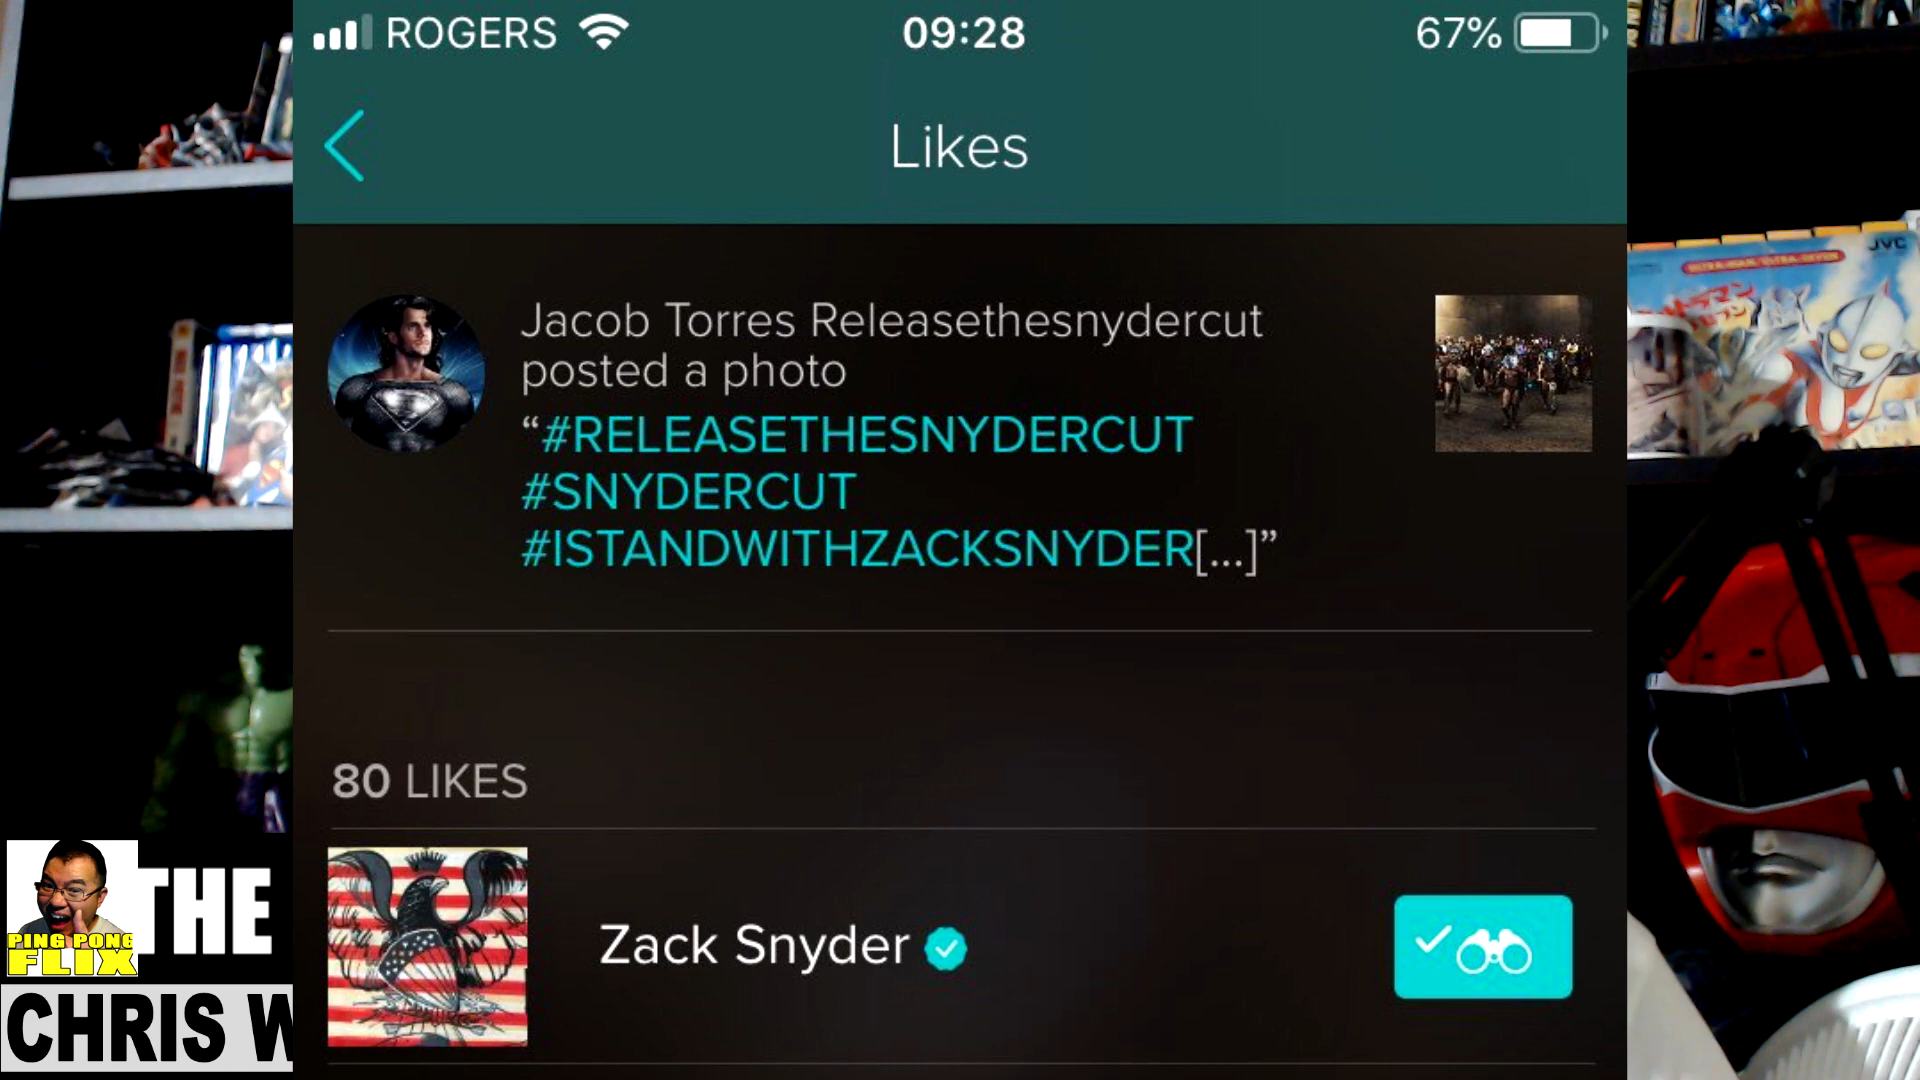 ROGERS 09:28 67%
Likes
Jacob Torres Releasethesnydercut
posted a photo
“#RELEASETHESNYDERCUT
#SNYDERCUT
#ISTANDWITHZACKSNYDER[...]”
80 LIKES
Zack Snyder
JVC
THE
PING PONG
FLIX
CHRIS W